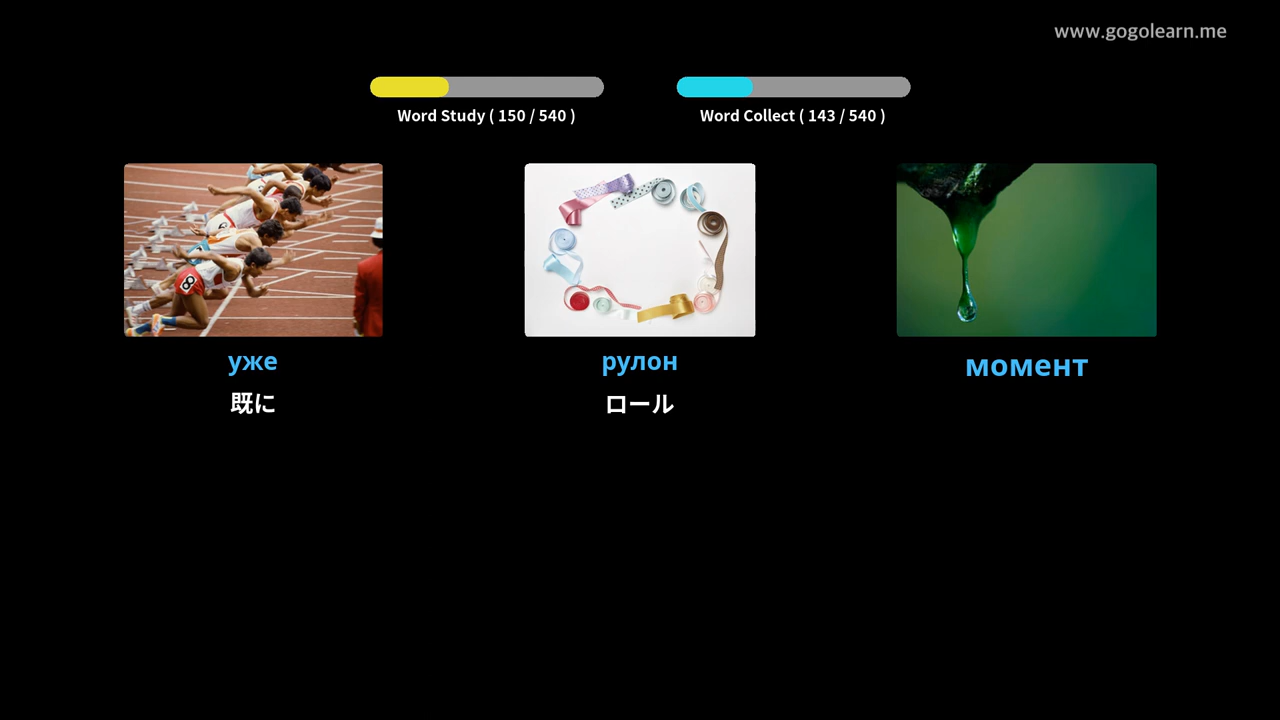 www.gogolearn.me
Word Study ( 150 / 540 )
Word Collect ( 143 / 540 )
8
уже
рулон
момент
既に
ロール